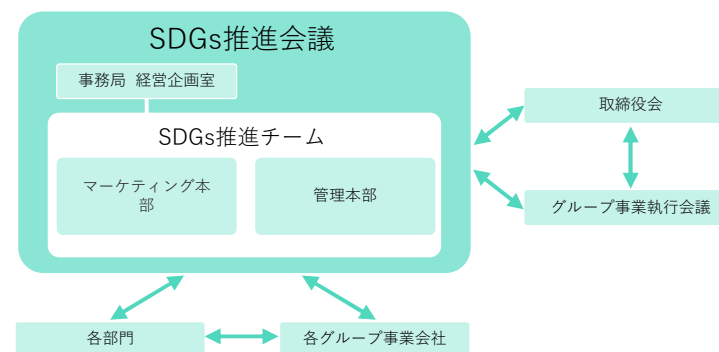 SDGs推進会議
事務局 経営企画室
SDGs推進チーム
マーケティング本
部
管理本部
取締役会
グループ事業執行会議
各部門
各グループ事業会社